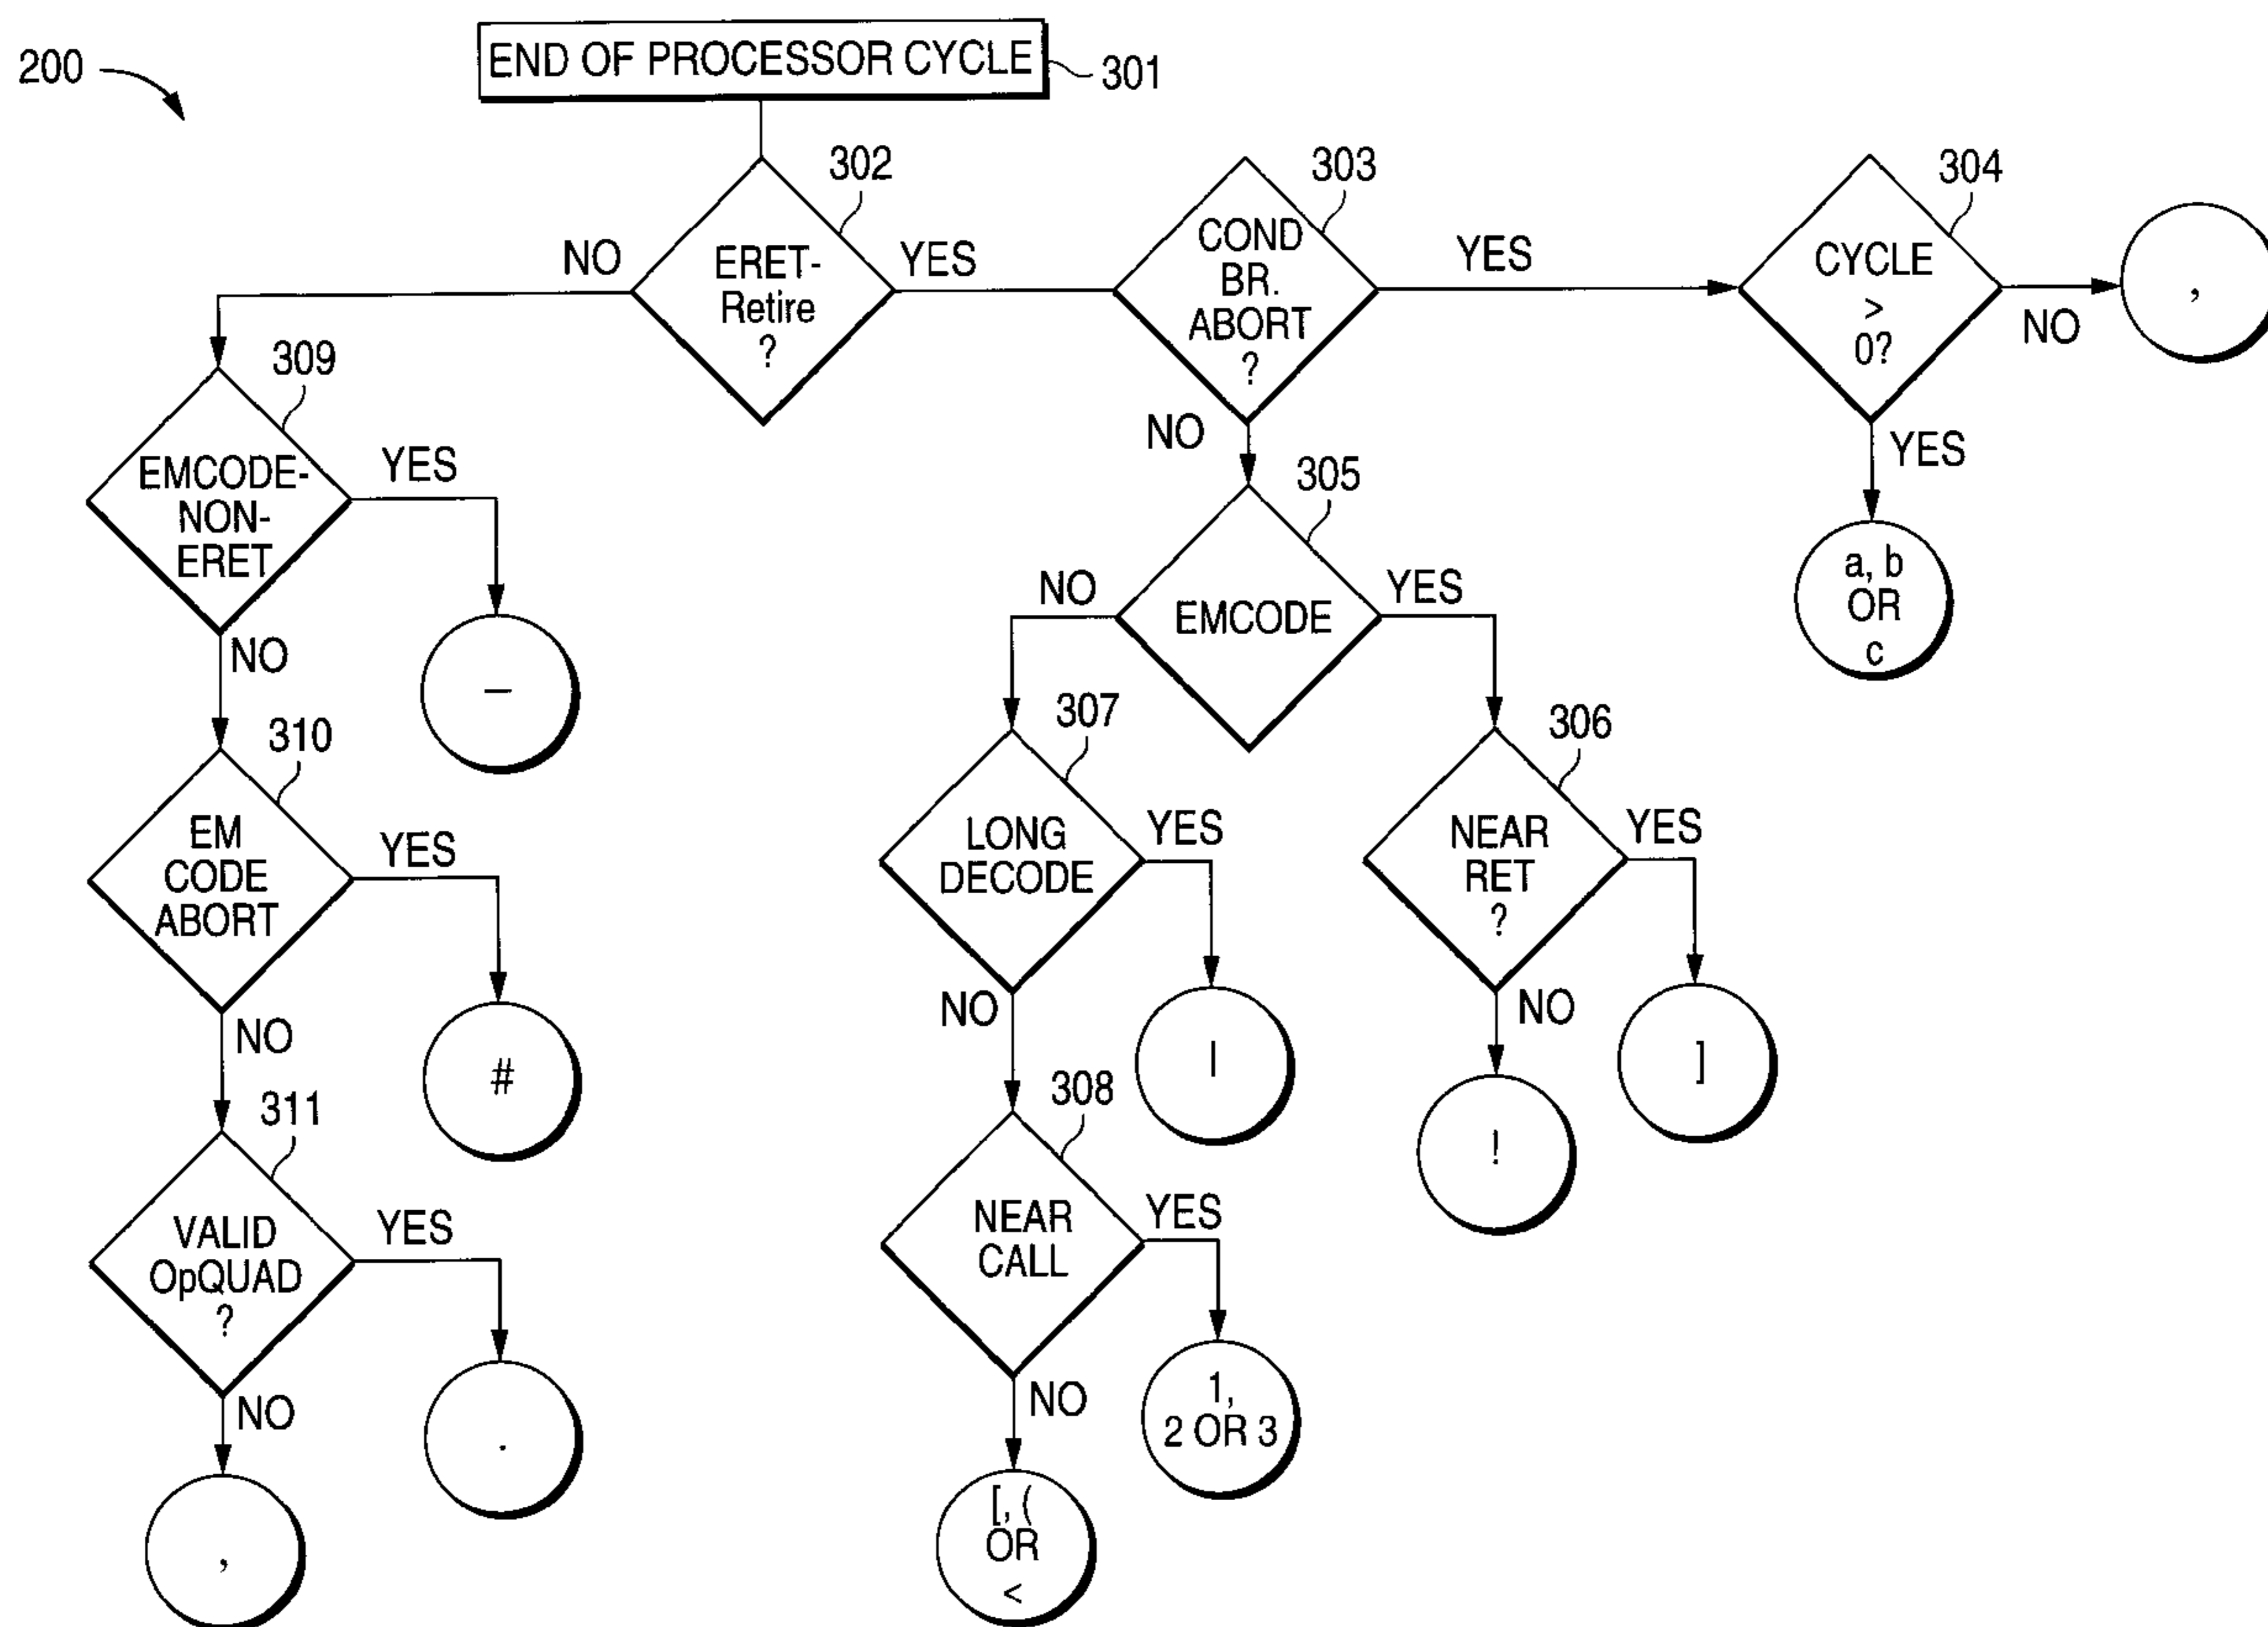 200
END OF PROCESSOR CYCLE
301
302
ERET-
Retire
?
NO
YES
303
COND
BR.
ABORT
?
YES
NO
304
CYCLE
>
0?
NO
,
YES
a, b
OR
c
305
EMCODE
NO
YES
306
NEAR
RET
?
YES
]
NO
!
307
LONG
DECODE
YES
|
NO
308
NEAR
CALL
YES
1,
2 OR 3
NO
[, (
OR
<
309
EMCODE-
NON-
ERET
YES
–
NO
310
EM
CODE
ABORT
YES
#
NO
311
VALID
OpQUAD
?
YES
.
NO
,